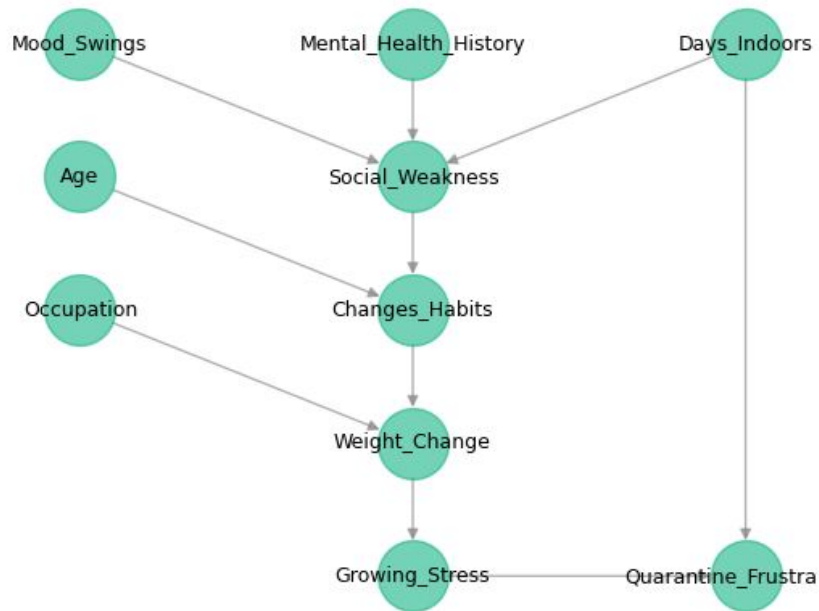 Mood_Swings
Mental_Health_History
Days_Indoors
Age
Social_Weakness
Occupation
Changes_Habits
Weight_Change
Growing_Stress
Quarantine_Frustra